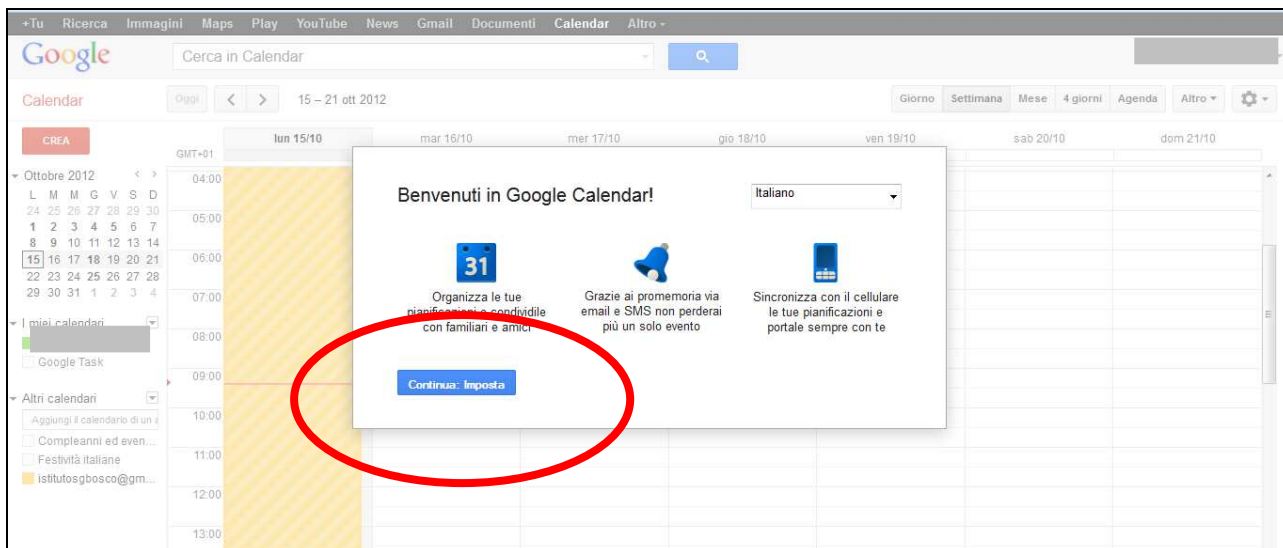 +Tu Ricerca Immagini Maps Play YouTube News Gmail Documenti Calendar Altro
Google Cerca in Calendar
Calendar Oggi 15 – 21 ott 2012 Giorno Settimana Mese 4 giorni Agenda Altro
CREA
lun 15/10 mar 16/10 mer 17/10 gio 18/10 ven 19/10 sab 20/10 dom 21/10
GMT+01
Ottobre 2012
L M M G V S D
24 25 26 27 28 29 30
1 2 3 4 5 6 7
8 9 10 11 12 13 14
15 16 17 18 19 20 21
22 23 24 25 26 27 28
29 30 31 1 2 3 4
I miei calendari
Google Task
Altri calendari
Aggiungi il calendario di un a
Compleanni ed even...
Festività italiane
istitutosgbosco@gm...
04:00
05:00
06:00
07:00
08:00
09:00
10:00
11:00
12:00
13:00
Benvenuti in Google Calendar! Italiano
31
Organizza le tue
pianificazioni e condividile
con familiari e amici
Grazie ai promemoria via
email e SMS non perderai
più un solo evento
Sincronizza con il cellulare
le tue pianificazioni e
portale sempre con te
Continua: Imposta